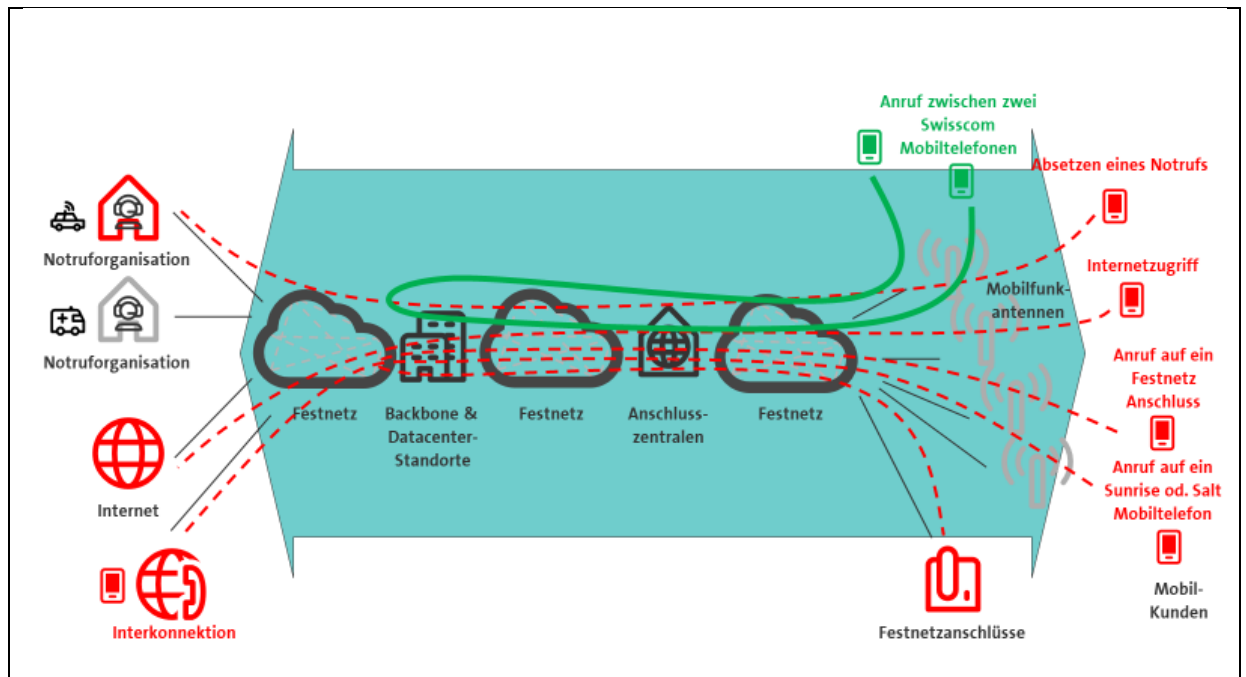 Anruf zwischen zwei
Swisscom
Mobiltelefonen
Absetzen eines Notrufs
Notruforganisation
Internetzugriff
Mobilfunk-
antennen
Notruforganisation
Anruf auf ein
Festnetz
Anschluss
Festnetz
Backbone &
Datacenter-
Standorte
Festnetz
Anschluss-
zentralen
Festnetz
Anruf auf ein
Sunrise od. Salt
Mobiltelefon
Internet
Mobil-
Kunden
Interkonnektion
Festnetzanschlüsse